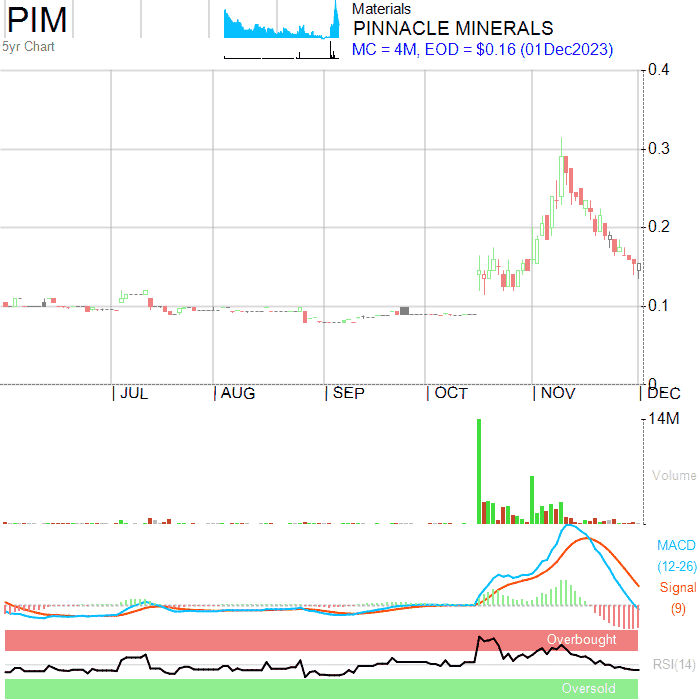 PIM
5yr Chart
Materials
PINNACLE MINERALS
MC = 4M, EOD = $0.16 (01Dec2023)
0.4
0.3
0.2
0.1
0
JUL AUG SEP OCT NOV DEC
14M
Volume
MACD
(12-26)
Signal
(9)
Overbought
RSI(14)
Oversold